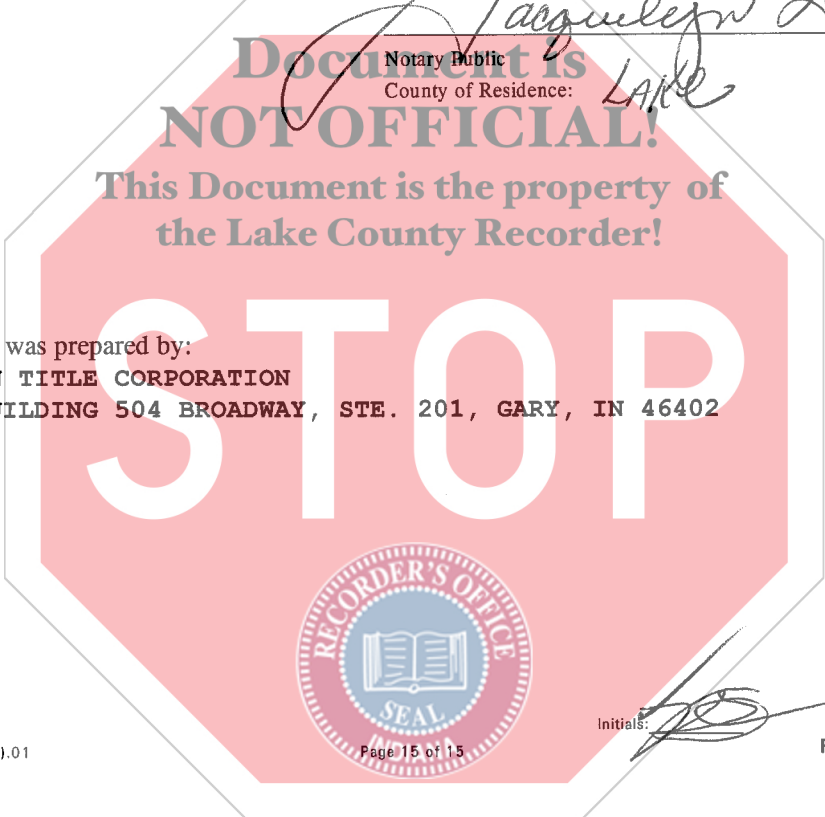 Jacquelyn
Document is
Notary Public
County of Residence: LAKE
NOT OFFICIAL!
This Document is the property of
the Lake County Recorder!
STOP
was prepared by:
TITLE CORPORATION
ILDING 504 BROADWAY, STE. 201, GARY, IN 46402
RECORDER'S OFFICE
SEAL
INDIANA
Initials:
).01
Page 15 of 15